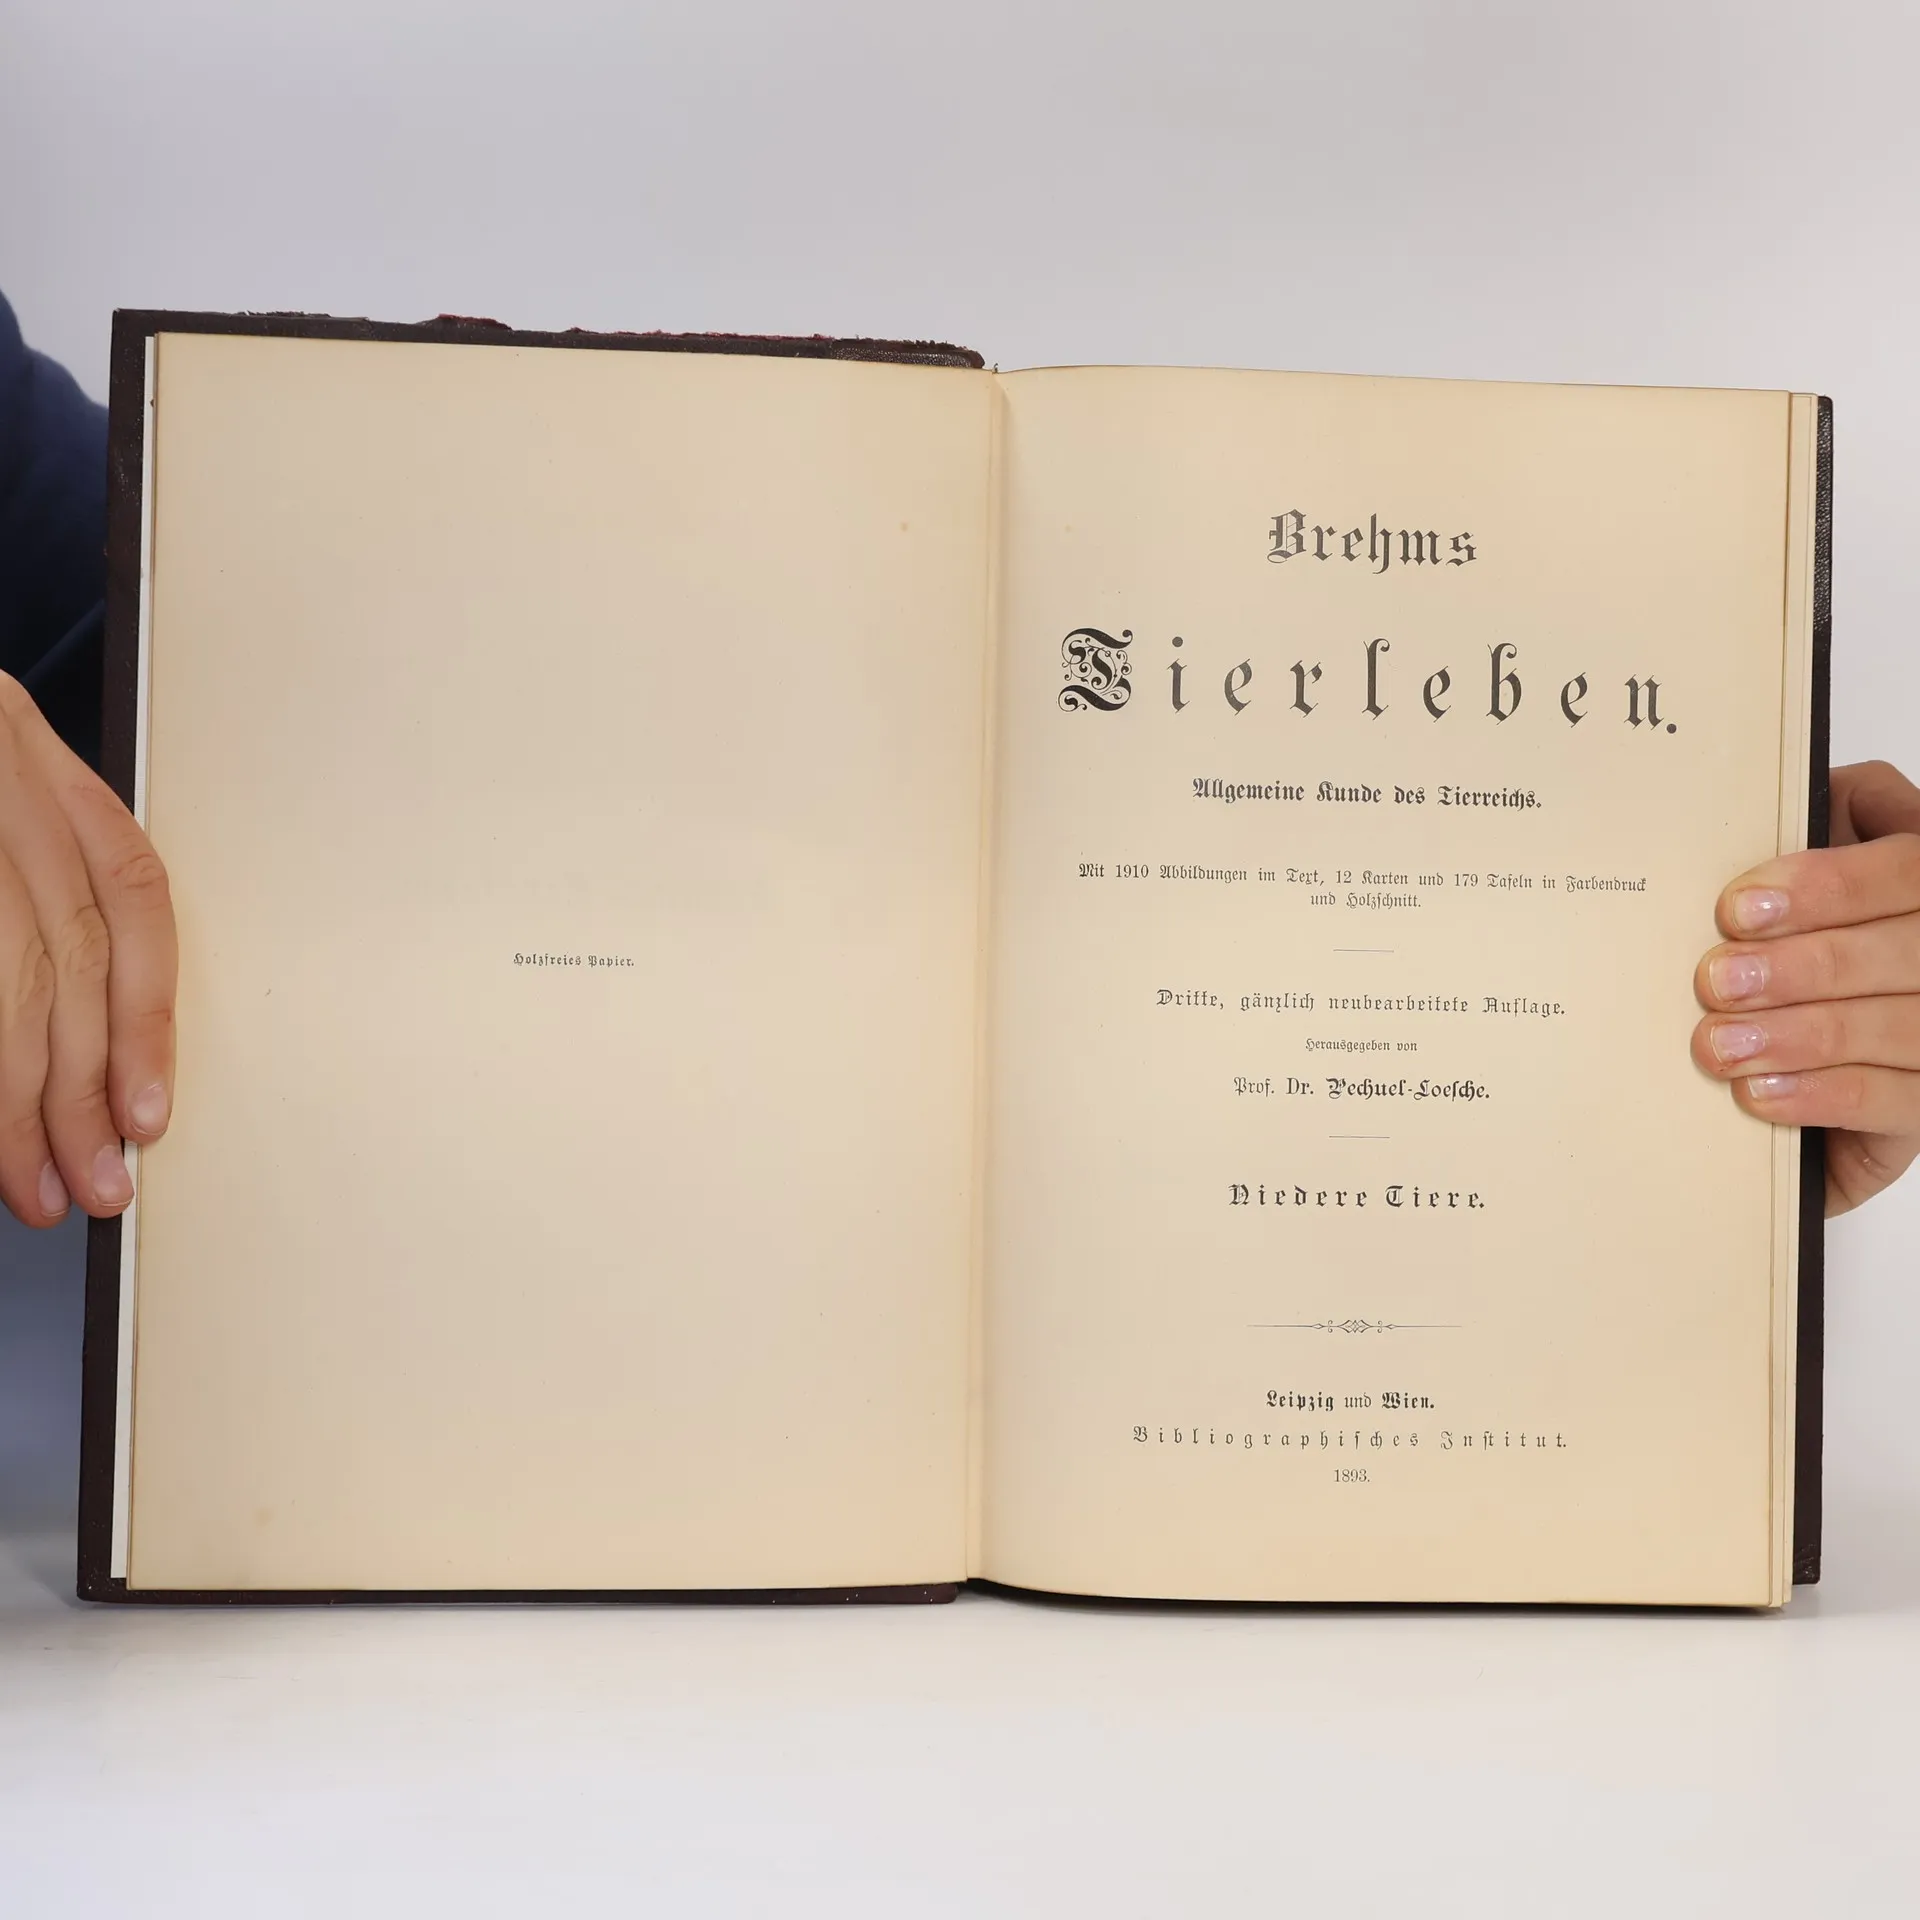 Holzfreies Papier.
Brehms
Tierleben.
Allgemeine Kunde des Tierreichs.
Mit 1910 Abbildungen im Text, 12 Karten und 179 Tafeln in Farbendruck
und Holzschnitt.
Dritte, gänzlich neubearbeitete Auflage.
Herausgegeben von
Prof. Dr. Pechuel-Loesche.
Niedere Tiere.
Leipzig und Wien.
Bibliographisches Institut.
1893.